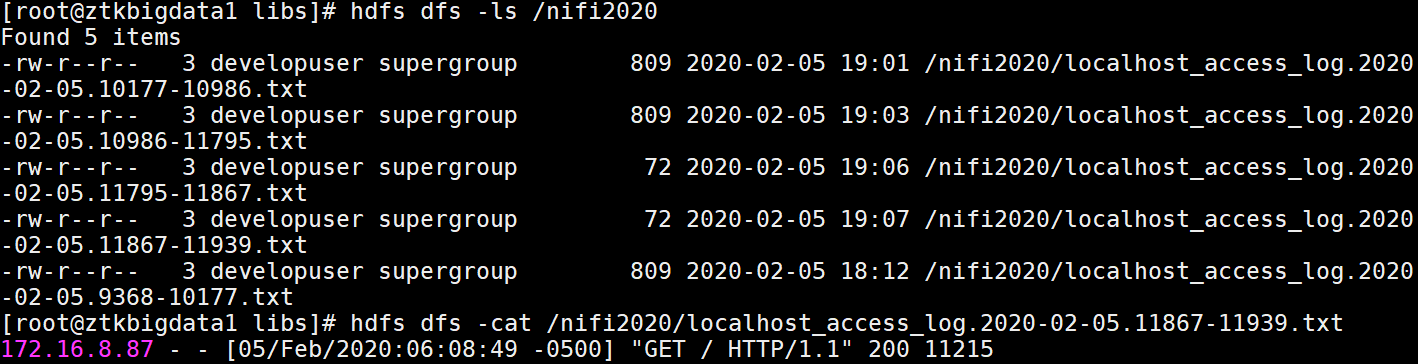 [root@ztkbigdata1 libs]# hdfs dfs -ls /nifi2020
Found 5 items
-rw-r--r--   3 developuser supergroup        809 2020-02-05 19:01 /nifi2020/localhost_access_log.2020
-02-05.10177-10986.txt
-rw-r--r--   3 developuser supergroup        809 2020-02-05 19:03 /nifi2020/localhost_access_log.2020
-02-05.10986-11795.txt
-rw-r--r--   3 developuser supergroup         72 2020-02-05 19:06 /nifi2020/localhost_access_log.2020
-02-05.11795-11867.txt
-rw-r--r--   3 developuser supergroup         72 2020-02-05 19:07 /nifi2020/localhost_access_log.2020
-02-05.11867-11939.txt
-rw-r--r--   3 developuser supergroup        809 2020-02-05 18:12 /nifi2020/localhost_access_log.2020
-02-05.9368-10177.txt
[root@ztkbigdata1 libs]# hdfs dfs -cat /nifi2020/localhost_access_log.2020-02-05.11867-11939.txt
172.16.8.87 - - [05/Feb/2020:06:08:49 -0500] "GET / HTTP/1.1" 200 11215